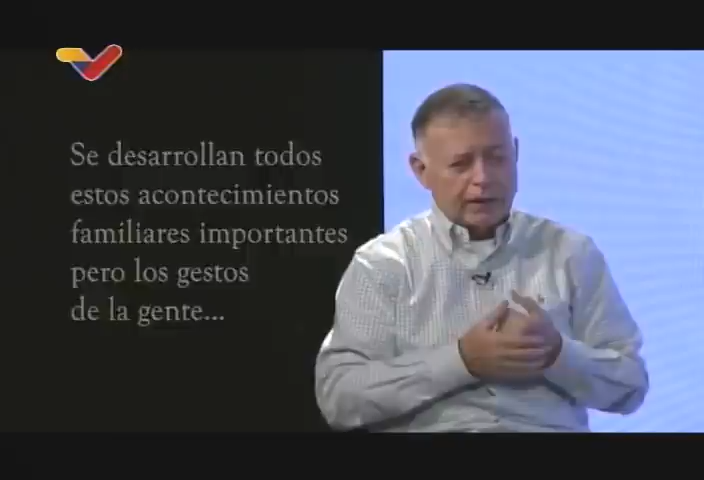 Se desarrollan todos
estos acontecimientos
familiares importantes
pero los gestos
de la gente...